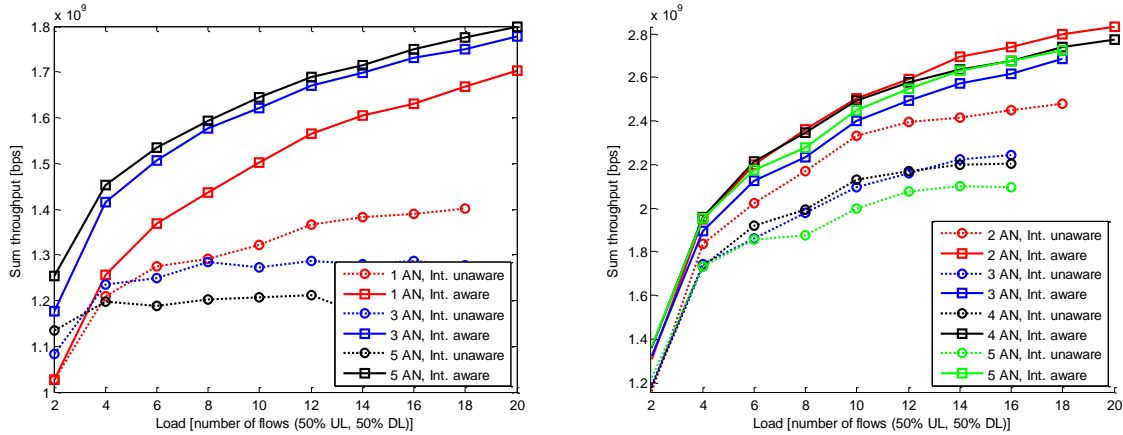 x 10^9
1.8
1.7
1.6
1.5
1.4
1.3
1.2
1.1
1
Sum throughput [bps]
2 4 6 8 10 12 14 16 18 20
Load [number of flows (50% UL, 50% DL)]
1 AN, Int. unaware
1 AN, Int. aware
3 AN, Int. unaware
3 AN, Int. aware
5 AN, Int. unaware
5 AN, Int. aware
x 10^9
2.8
2.6
2.4
2.2
2
1.8
1.6
1.4
1.2
Sum throughput [bps]
2 4 6 8 10 12 14 16 18 20
Load [number of flows (50% UL, 50% DL)]
2 AN, Int. unaware
2 AN, Int. aware
3 AN, Int. unaware
3 AN, Int. aware
4 AN, Int. unaware
4 AN, Int. aware
5 AN, Int. unaware
5 AN, Int. aware